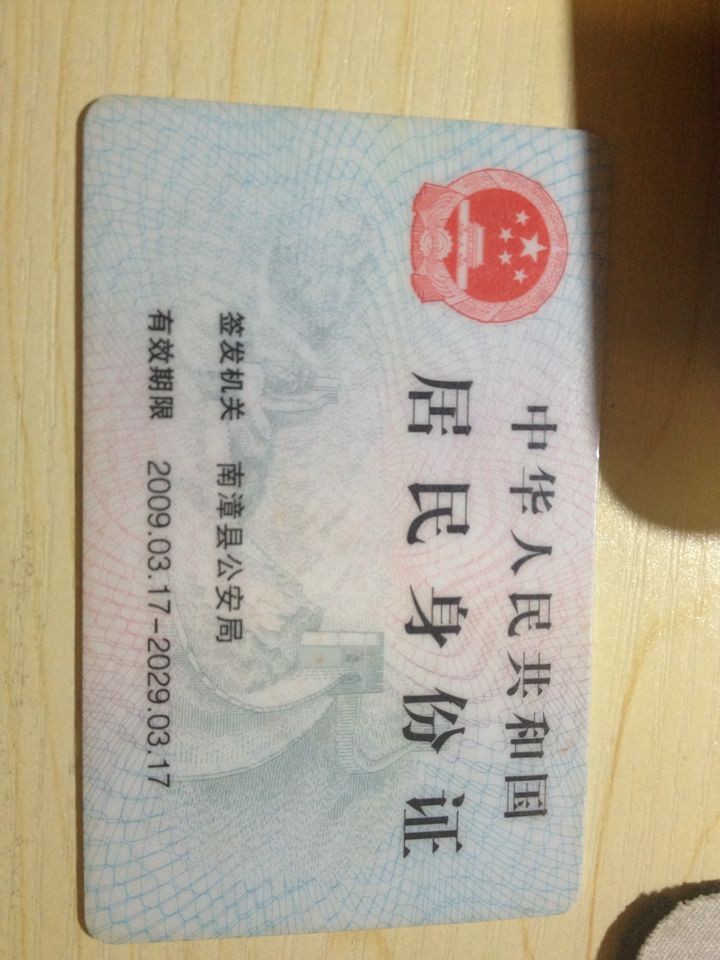 中华人民共和国
居民身份证
签发机关 南漳县公安局
有效期限 2009.03.17-2029.03.17